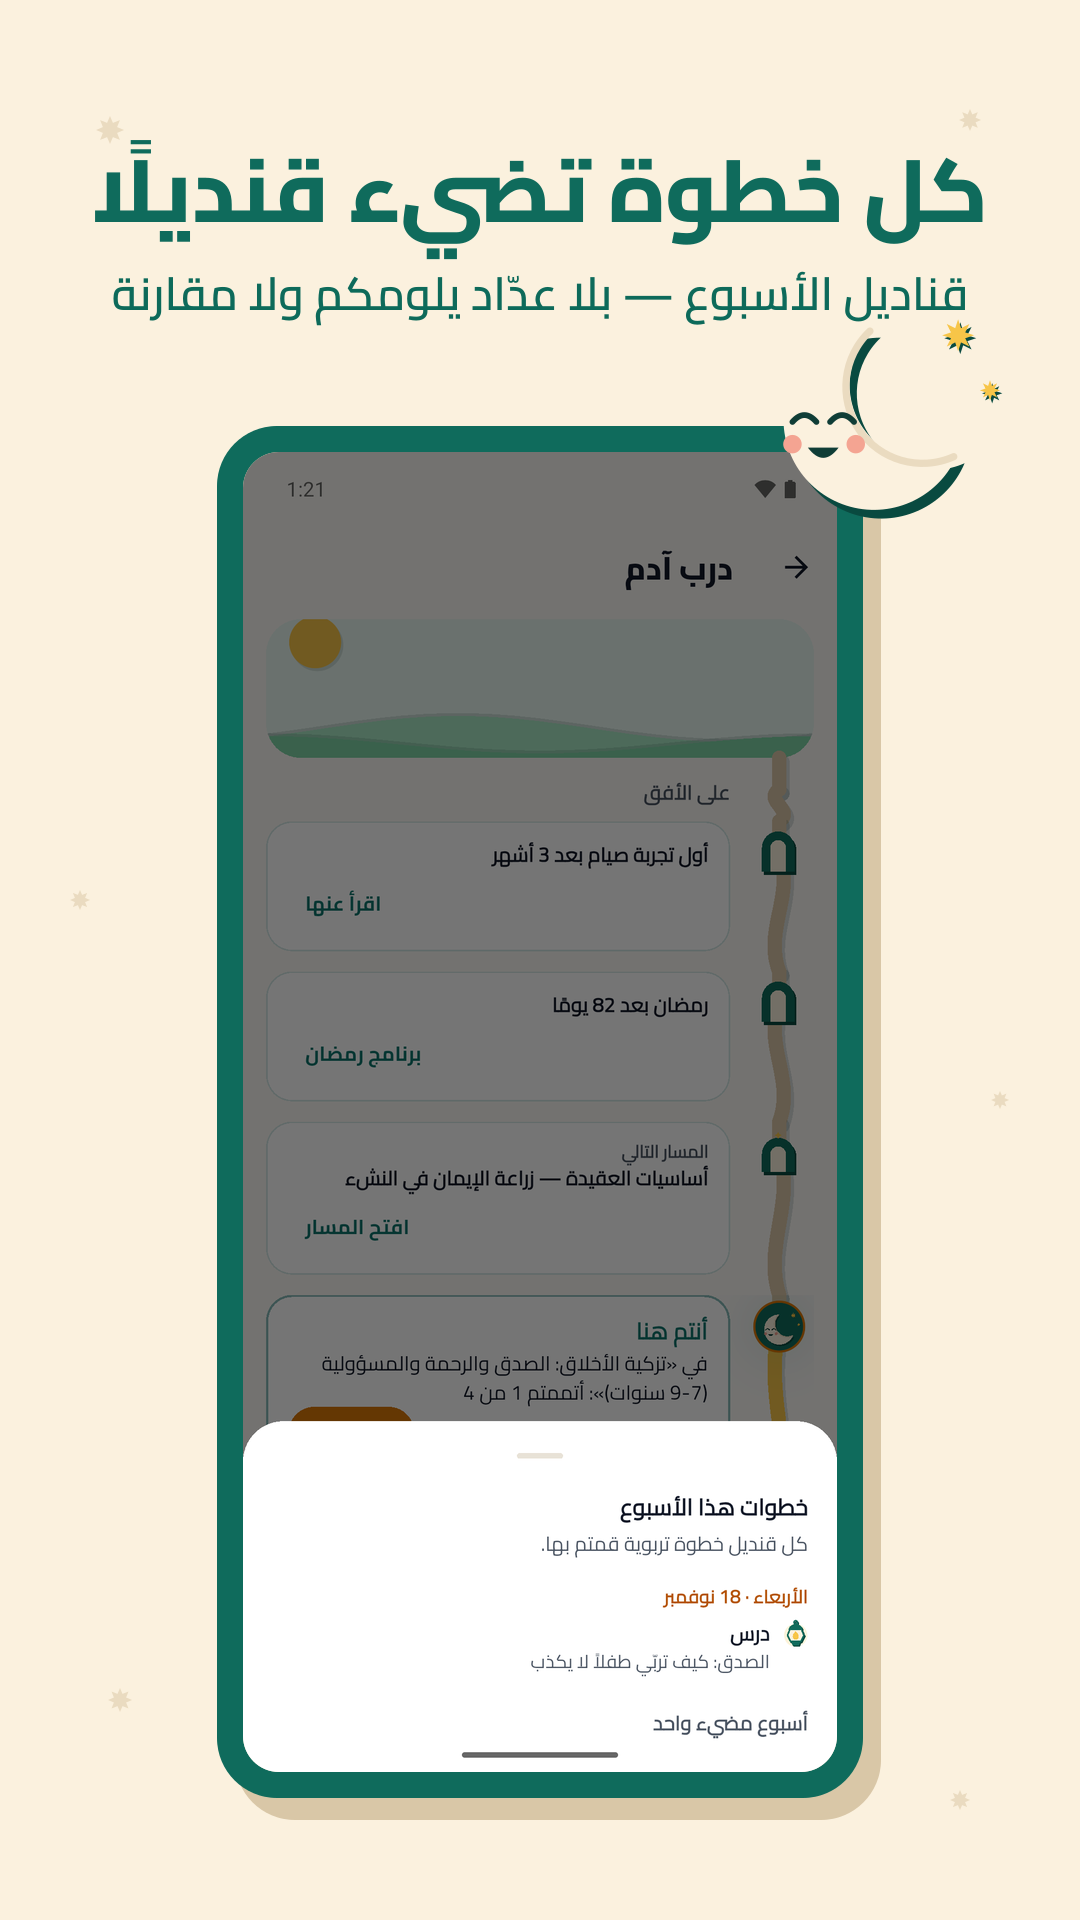 كل خطوة تضيء قنديلًا
قناديل الأسبوع — بلا عدّاد يلومكم ولا مقارنة
1:21
درب آدم
على الأفق
أول تجربة صيام بعد 3 أشهر
اقرأ عنها
رمضان بعد 82 يومًا
برنامج رمضان
المسار التالي
أساسيات العقيدة — زراعة الإيمان في النشء
افتح المسار
أنتم هنا
في «تزكية الأخلاق: الصدق والرحمة والمسؤولية
(7-9 سنوات)»: أتممتم 1 من 4
خطوات هذا الأسبوع
كل قنديل خطوة تربوية قمتم بها.
الأربعاء · 18 نوفمبر
درس
الصدق: كيف تربّي طفلاً لا يكذب
أسبوع مضيء واحد